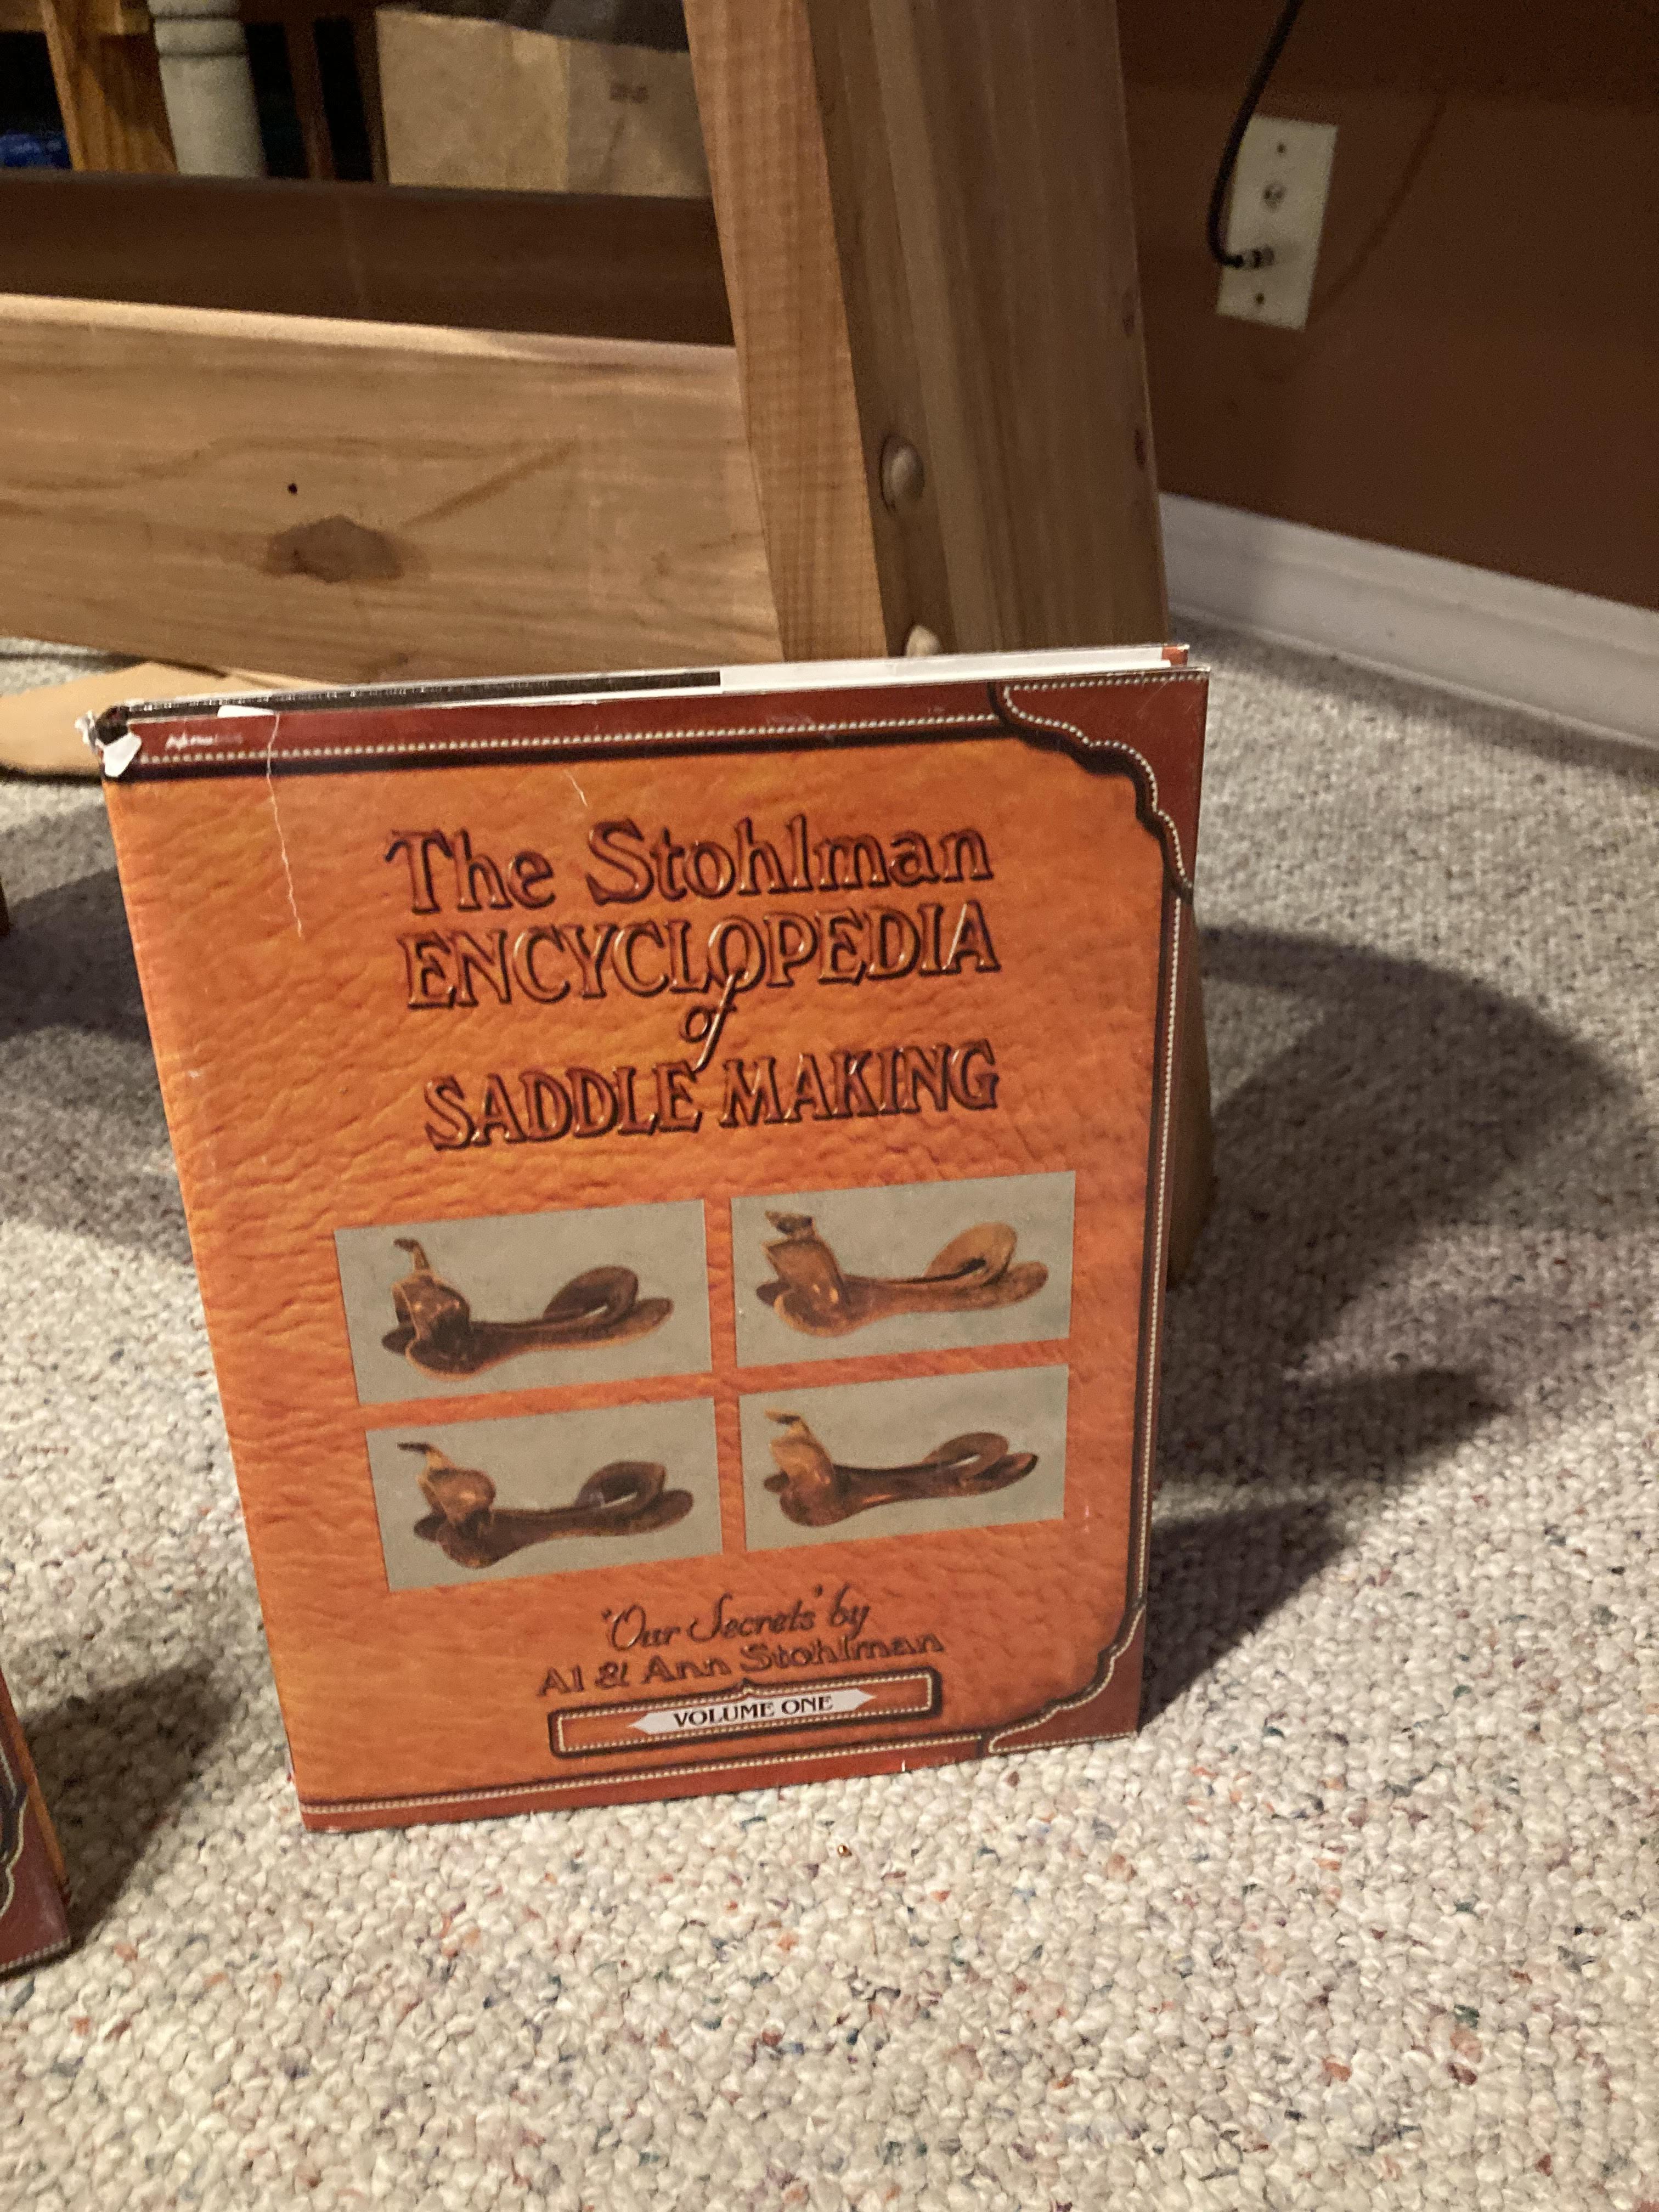 The Stohlman
ENCYCLOPEDIA
of
SADDLE MAKING
"Our Secrets" by
Al & Ann Stohlman
VOLUME ONE